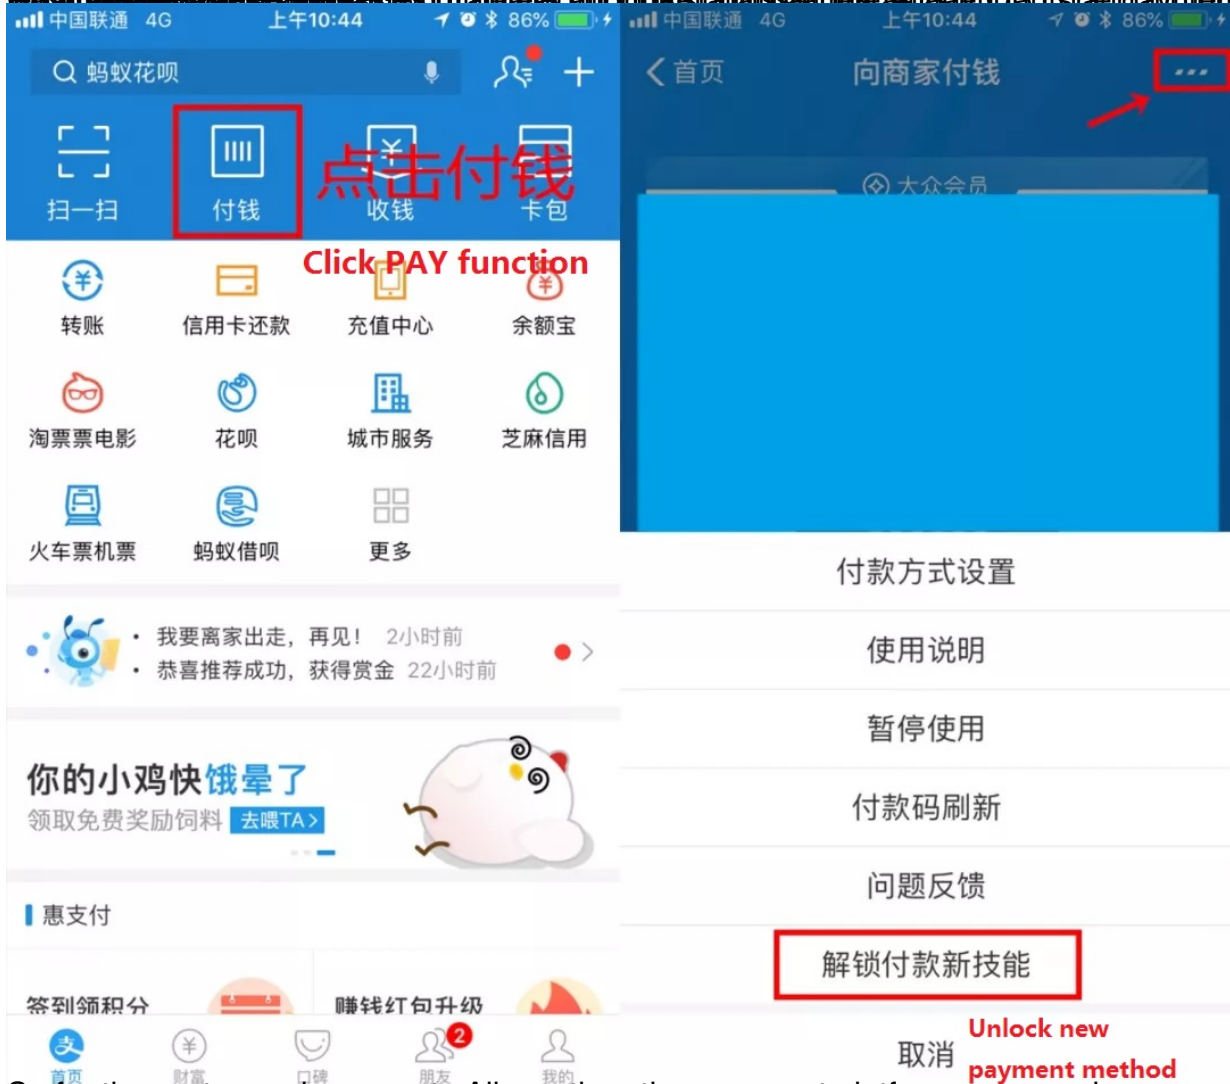 中国联通 4G 上午10:44 86%
蚂蚁花呗
扫一扫 付钱 收钱 卡包
点击付钱
Click PAY function
转账 信用卡还款 充值中心 余额宝
淘票票电影 花呗 城市服务 芝麻信用
火车票机票 蚂蚁借呗 更多
· 我要离家出走，再见！ 2小时前
· 恭喜推荐成功，获得赏金 22小时前
你的小鸡快饿晕了
领取免费奖励饲料 去喂TA >
惠支付
签到领积分 赚钱红包升级
2
首页 财富 口碑 朋友 我的
中国联通 4G 上午10:44 86%
首页 向商家付钱
大众会员
付款方式设置
使用说明
暂停使用
付款码刷新
问题反馈
解锁付款新技能
Unlock new
payment method
取消